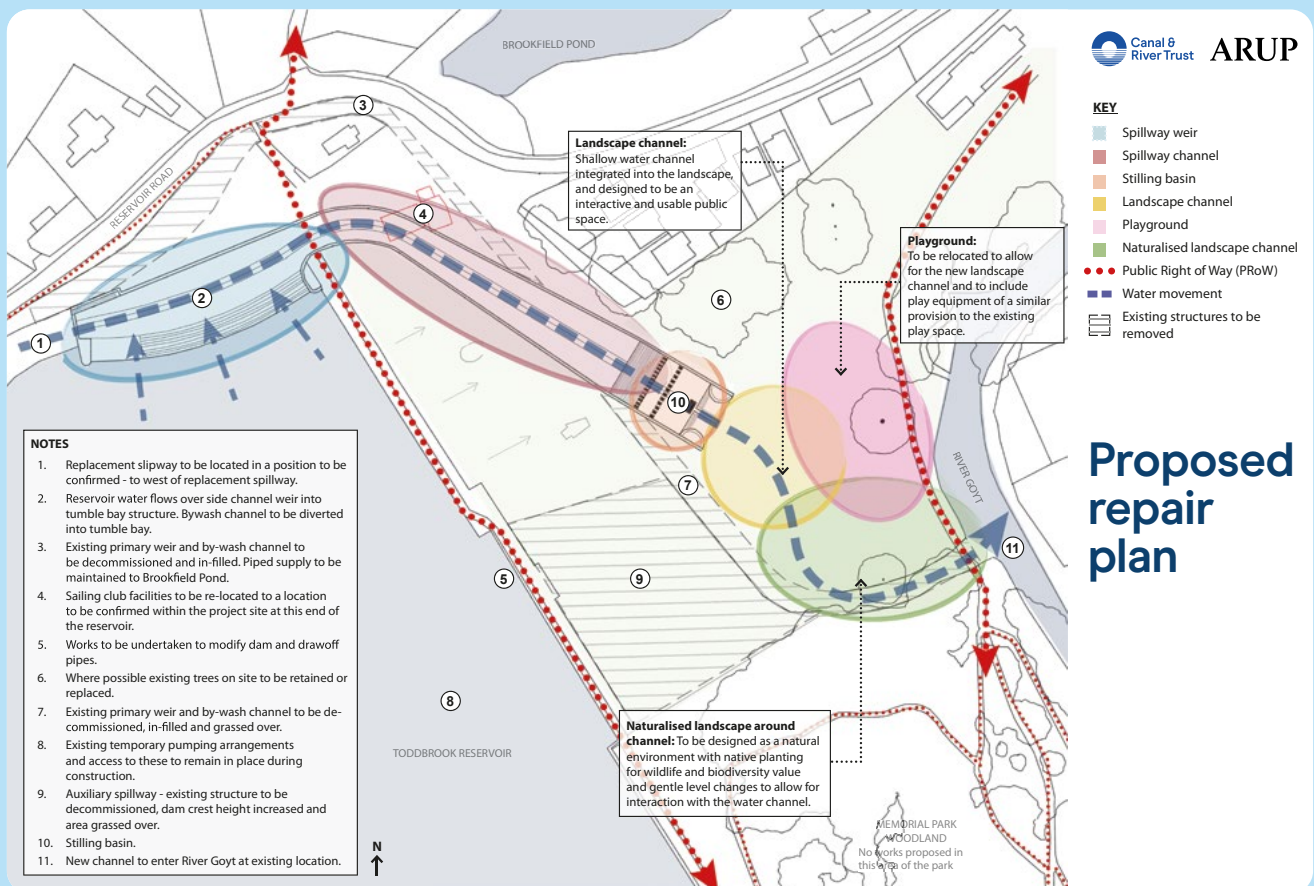 BROOKFIELD POND
Canal &
River Trust
ARUP
KEY
Spillway weir
Spillway channel
Stilling basin
Landscape channel
Playground
Naturalised landscape channel
Public Right of Way (PRoW)
Water movement
Existing structures to be
removed
Proposed
repair
plan
RESERVOIR ROAD
3
Landscape channel:
Shallow water channel
integrated into the landscape,
and designed to be an
interactive and usable public
space.
4
Playground:
To be relocated to allow
for the new landscape
channel and to include
play equipment of a similar
provision to the existing
play space.
2
6
1
10
RIVER GOYT
7
11
5
9
8
TODDBROOK RESERVOIR
NOTES
1. Replacement slipway to be located in a position to be
confirmed - to west of replacement spillway.
2. Reservoir water flows over side channel weir into
tumble bay structure. Bywash channel to be diverted
into tumble bay.
3. Existing primary weir and by-wash channel to
be decommissioned and in-filled. Piped supply to be
maintained to Brookfield Pond.
4. Sailing club facilities to be re-located to a location
to be confirmed within the project site at this end of
the reservoir.
5. Works to be undertaken to modify dam and drawoff
pipes.
6. Where possible existing trees on site to be retained or
replaced.
7. Existing primary weir and by-wash channel to be de-
commissioned, in-filled and grassed over.
8. Existing temporary pumping arrangements
and access to these to remain in place during
construction.
9. Auxiliary spillway - existing structure to be
decommissioned, dam crest height increased and
area grassed over.
10. Stilling basin.
11. New channel to enter River Goyt at existing location.
N
Naturalised landscape around
channel: To be designed as a natural
environment with native planting
for wildlife and biodiversity value
and gentle level changes to allow for
interaction with the water channel.
MEMORIAL PARK
WOODLAND
No works proposed in
this area of the park